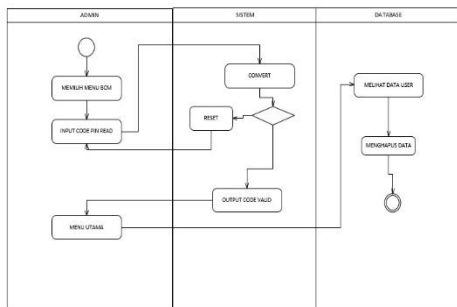 ADMIN
SISTEM
DATABASE
MEMILIH MENU BCM
INPUT CODE PIN READ
CONVERT
RESET
OUTPUT CODE VALID
MENU UTAMA
MELIHAT DATA USER
MENGHAPUS DATA